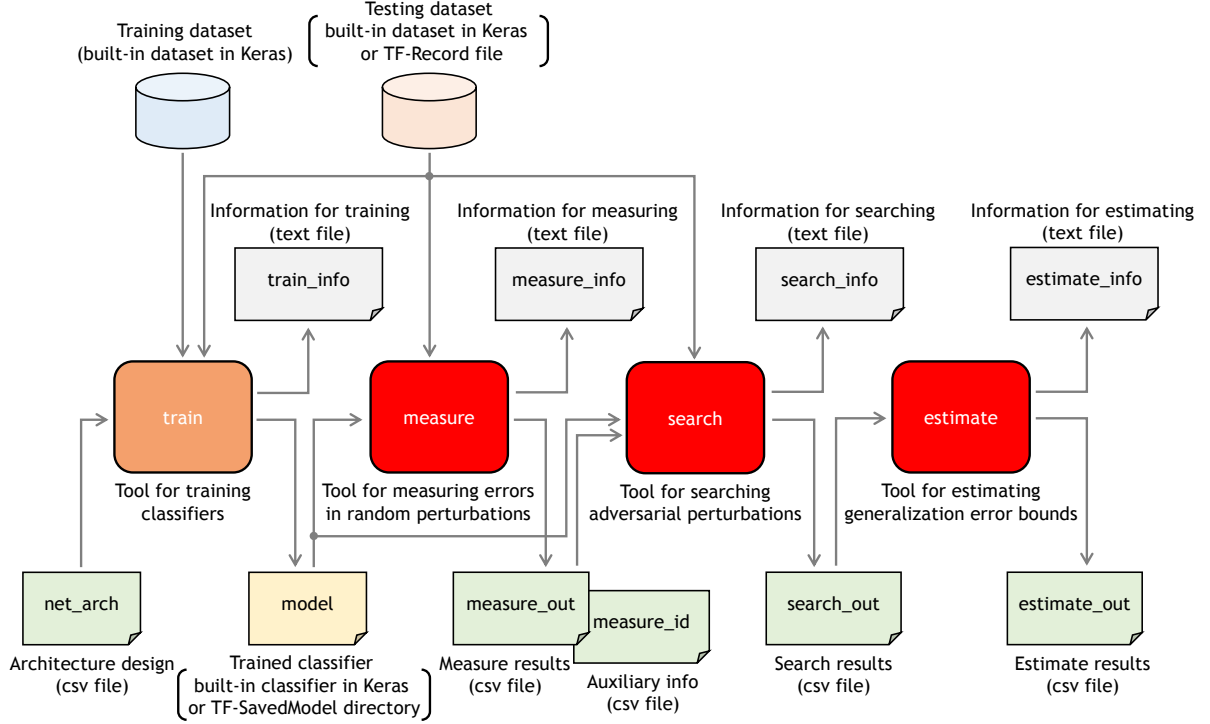 Training dataset
(built-in dataset in Keras)
Testing dataset
built-in dataset in Keras
or TF-Record file
Information for training
(text file)
train_info
Information for measuring
(text file)
measure_info
Information for searching
(text file)
search_info
Information for estimating
(text file)
estimate_info
train
measure
search
estimate
Tool for training
classifiers
Tool for measuring errors
in random perturbations
Tool for searching
adversarial perturbations
Tool for estimating
generalization error bounds
net_arch
model
measure_out
measure_id
search_out
estimate_out
Architecture design
(csv file)
Trained classifier
built-in classifier in Keras
or TF-SavedModel directory
Measure results
(csv file)
Auxiliary info
(csv file)
Search results
(csv file)
Estimate results
(csv file)